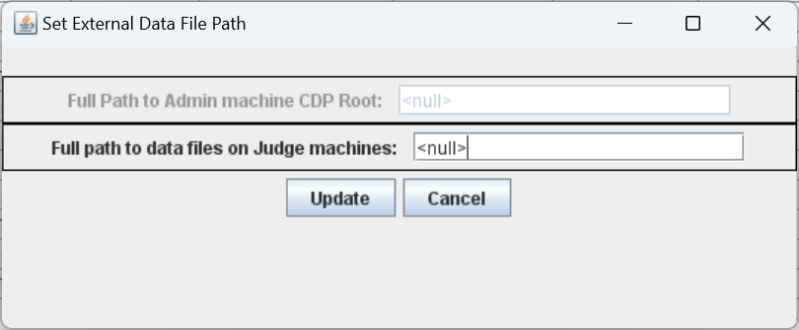 Set External Data File Path
Full Path to Admin machine CDP Root: <null>
Full path to data files on Judge machines: <null>
Update Cancel